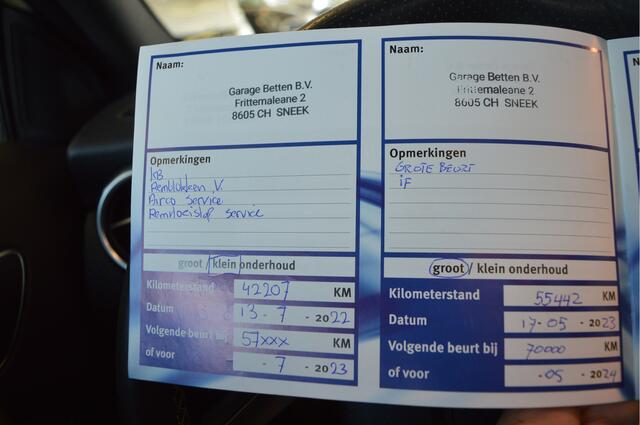 Naam:
Garage Betten B.V.
Frittemaleane 2
8605 CH SNEEK
Opmerkingen
KB
Remblokken V.
Airco service
Remvloeistof service
groot / klein onderhoud
Kilometerstand 42207 KM
Datum 13-7-2022
Volgende beurt bij 57xxx KM
of voor -7-2023
Naam:
Garage Betten B.V.
Frittemaleane 2
8605 CH SNEEK
Opmerkingen
GROTE BEURT
iF
groot / klein onderhoud
Kilometerstand 55442 KM
Datum 17-05-2023
Volgende beurt bij 70000 KM
of voor -05-2024